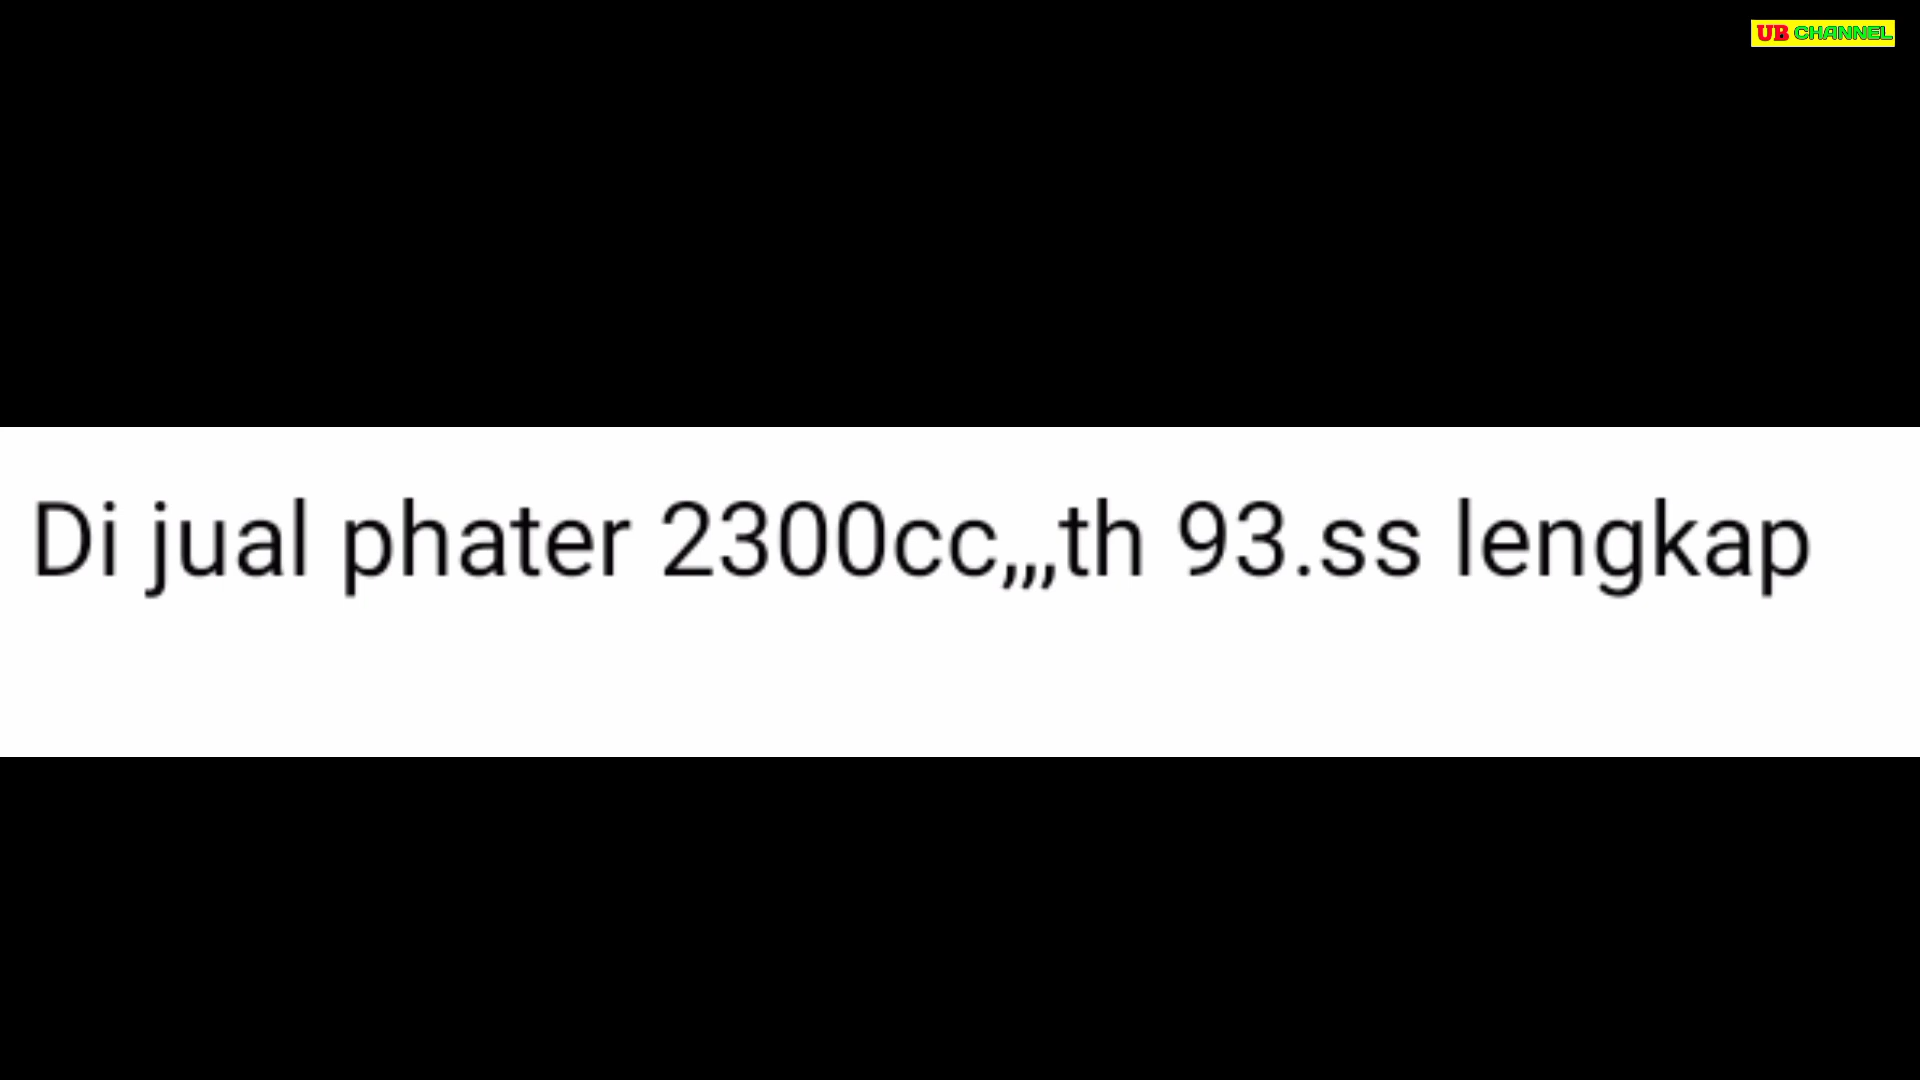 UB CHANNEL
Di jual phater 2300cc,,,th 93.ss lengkap